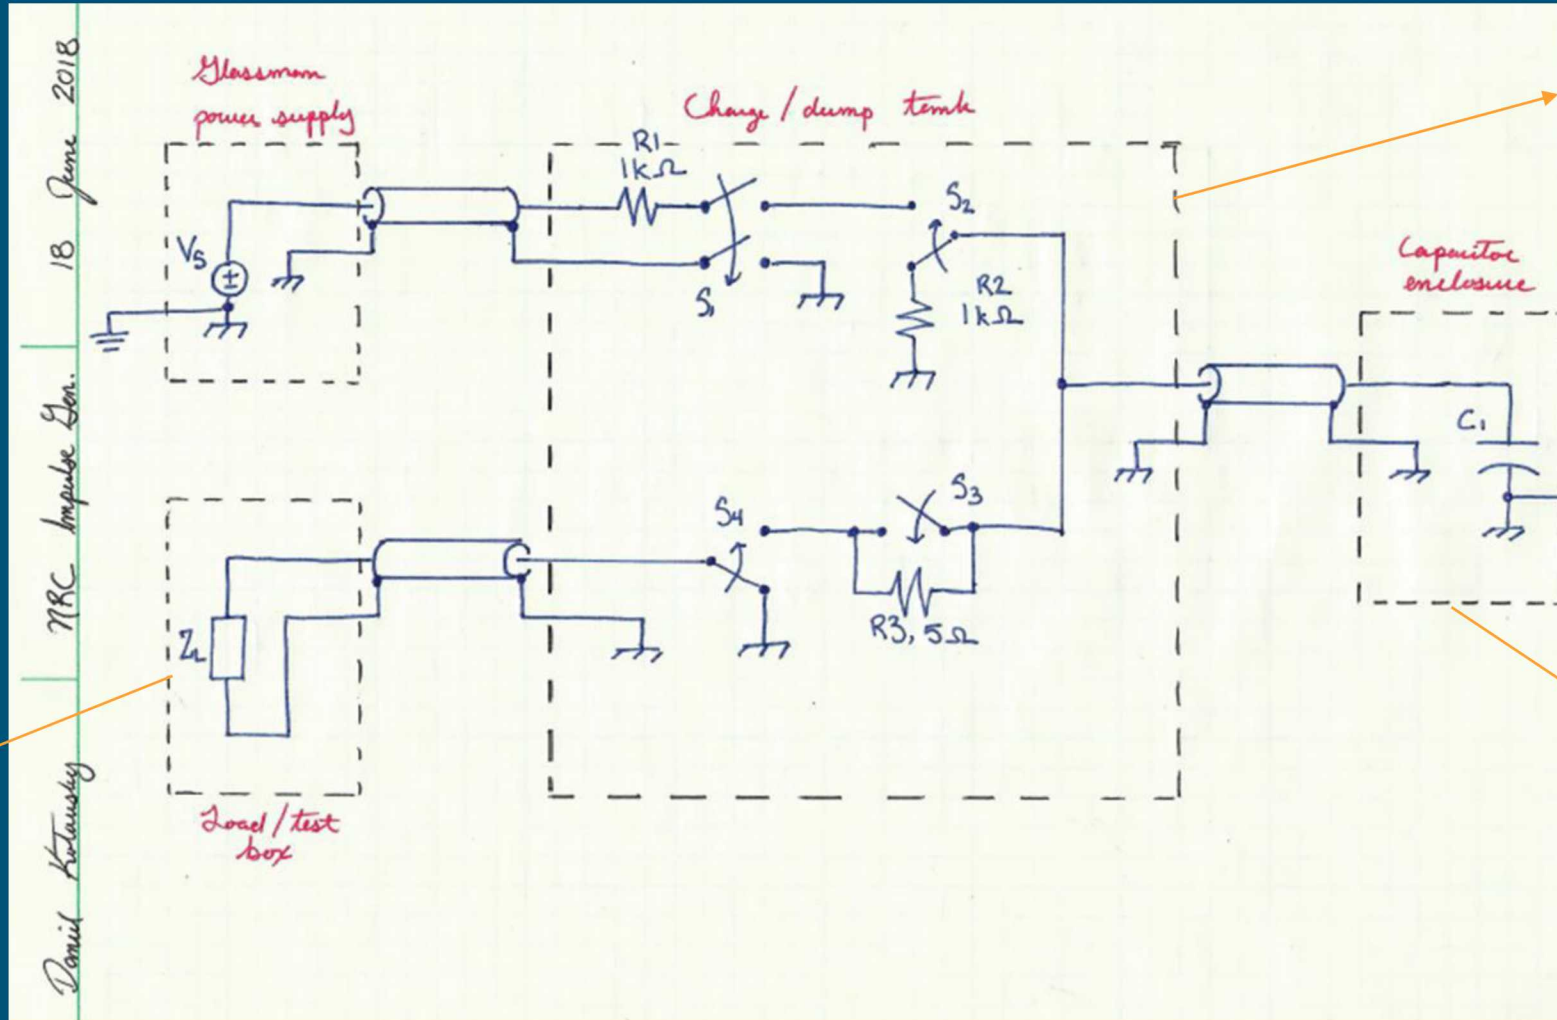 Glassman
power supply
VS
Charge / dump tank
R1
1kΩ
S1
S2
R2
1kΩ
Capacitor
enclosure
C1
S3
S4
R3, 5Ω
ZL
Load / test
box
Daniel Kotausky NRC Impulse Gen. 18 June 2018